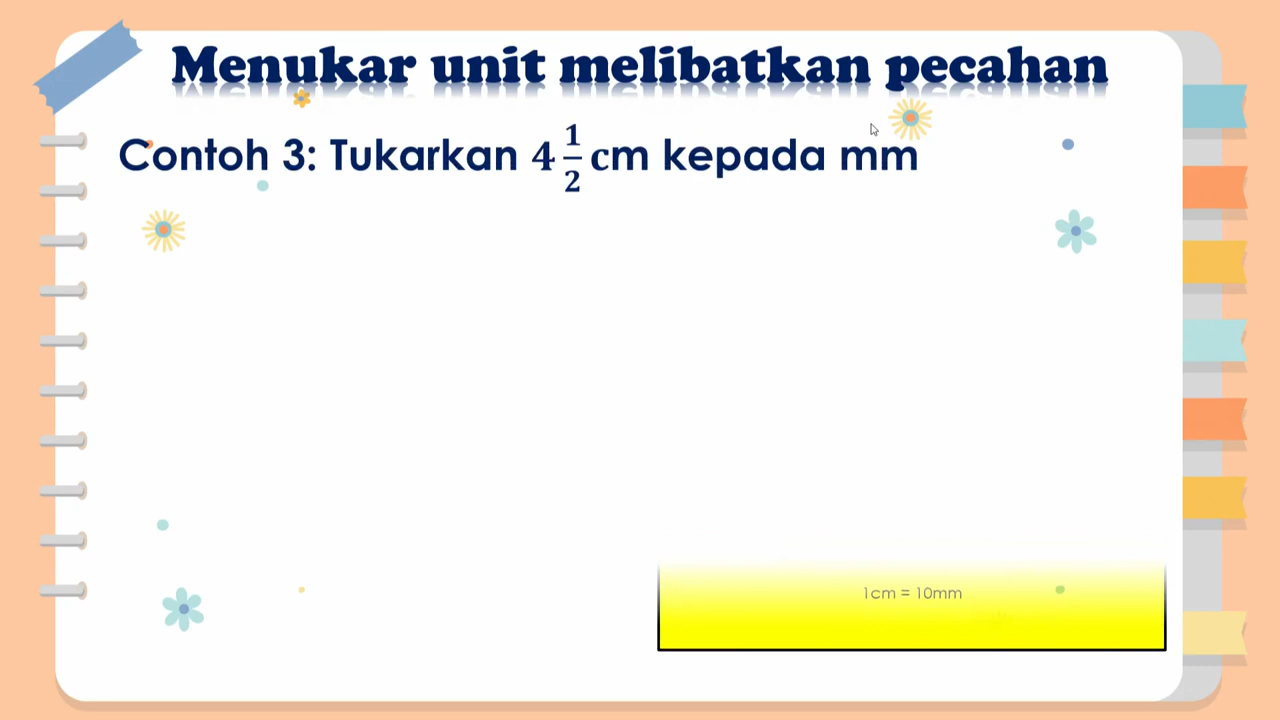 Menukar unit melibatkan pecahan
Contoh 3: Tukarkan 4 1/2 cm kepada mm
1cm = 10mm